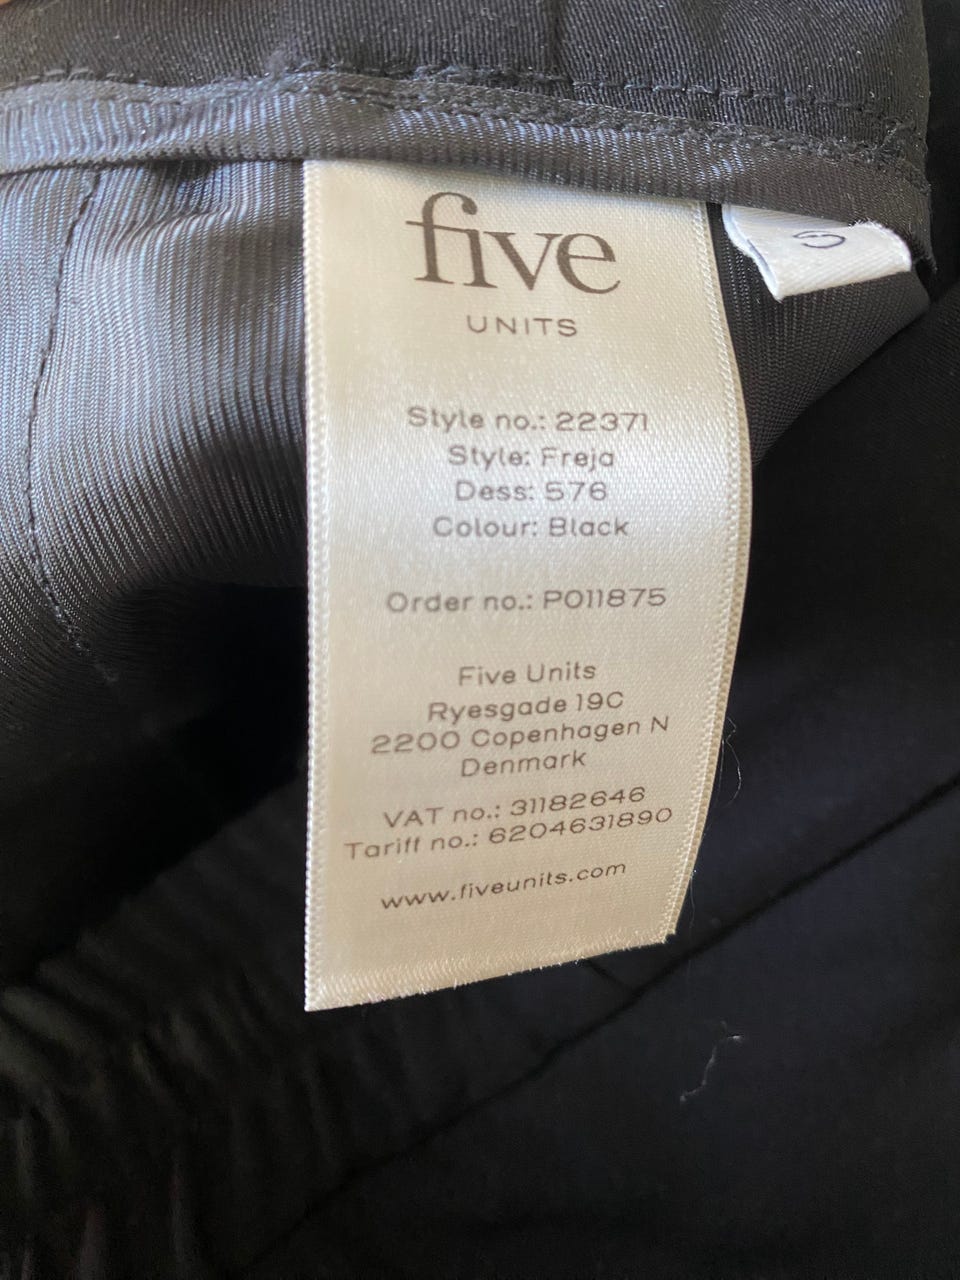 five
UNITS
Style no.: 22371
Style: Freja
Dess: 576
Colour: Black
Order no.: PO11875
Five Units
Ryesgade 19C
2200 Copenhagen N
Denmark
VAT no.: 31182646
Tariff no.: 6204631890
www.fiveunits.com
S